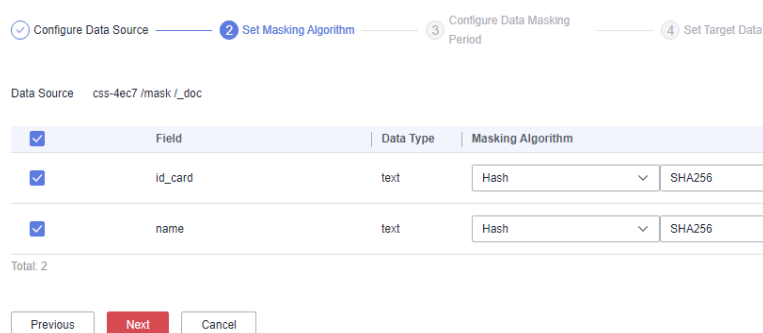 Configure Data Source 2 Set Masking Algorithm 3 Configure Data Masking Period 4 Set Target Data
Data Source css-4ec7 /mask /_doc
Field Data Type Masking Algorithm
id_card text Hash SHA256
name text Hash SHA256
Total: 2
Previous Next Cancel